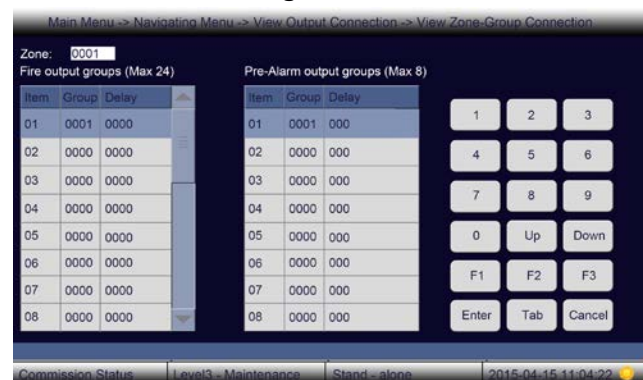 Main Menu -> Navigating Menu -> View Output Connection -> View Zone-Group Connection
Zone: 0001
Fire output groups (Max 24) Pre-Alarm output groups (Max 8)
Item Group Delay Item Group Delay
01 0001 0000 01 0001 000 1 2 3
02 0000 0000 02 0000 000 4 5 6
03 0000 0000 03 0000 000
04 0000 0000 04 0000 000 7 8 9
05 0000 0000 05 0000 000 0 Up Down
06 0000 0000 06 0000 000 F1 F2 F3
07 0000 0000 07 0000 000
08 0000 0000 08 0000 000 Enter Tab Cancel
Commission Status Level3 - Maintenance Stand - alone 2015-04-15 11:04:22